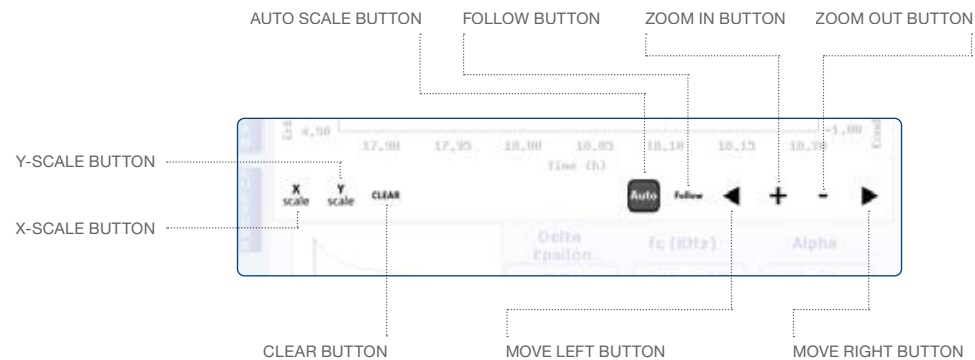 AUTO SCALE BUTTON FOLLOW BUTTON ZOOM IN BUTTON ZOOM OUT BUTTON
4,50 -1,00
17,90 17,95 18,00 18,05 18,10 18,15 18,20
Time (h)
Y-SCALE BUTTON
X scale Y scale CLEAR Auto Follow + -
X-SCALE BUTTON
Delta Epsilon fc (KHz) Alpha
CLEAR BUTTON MOVE LEFT BUTTON MOVE RIGHT BUTTON